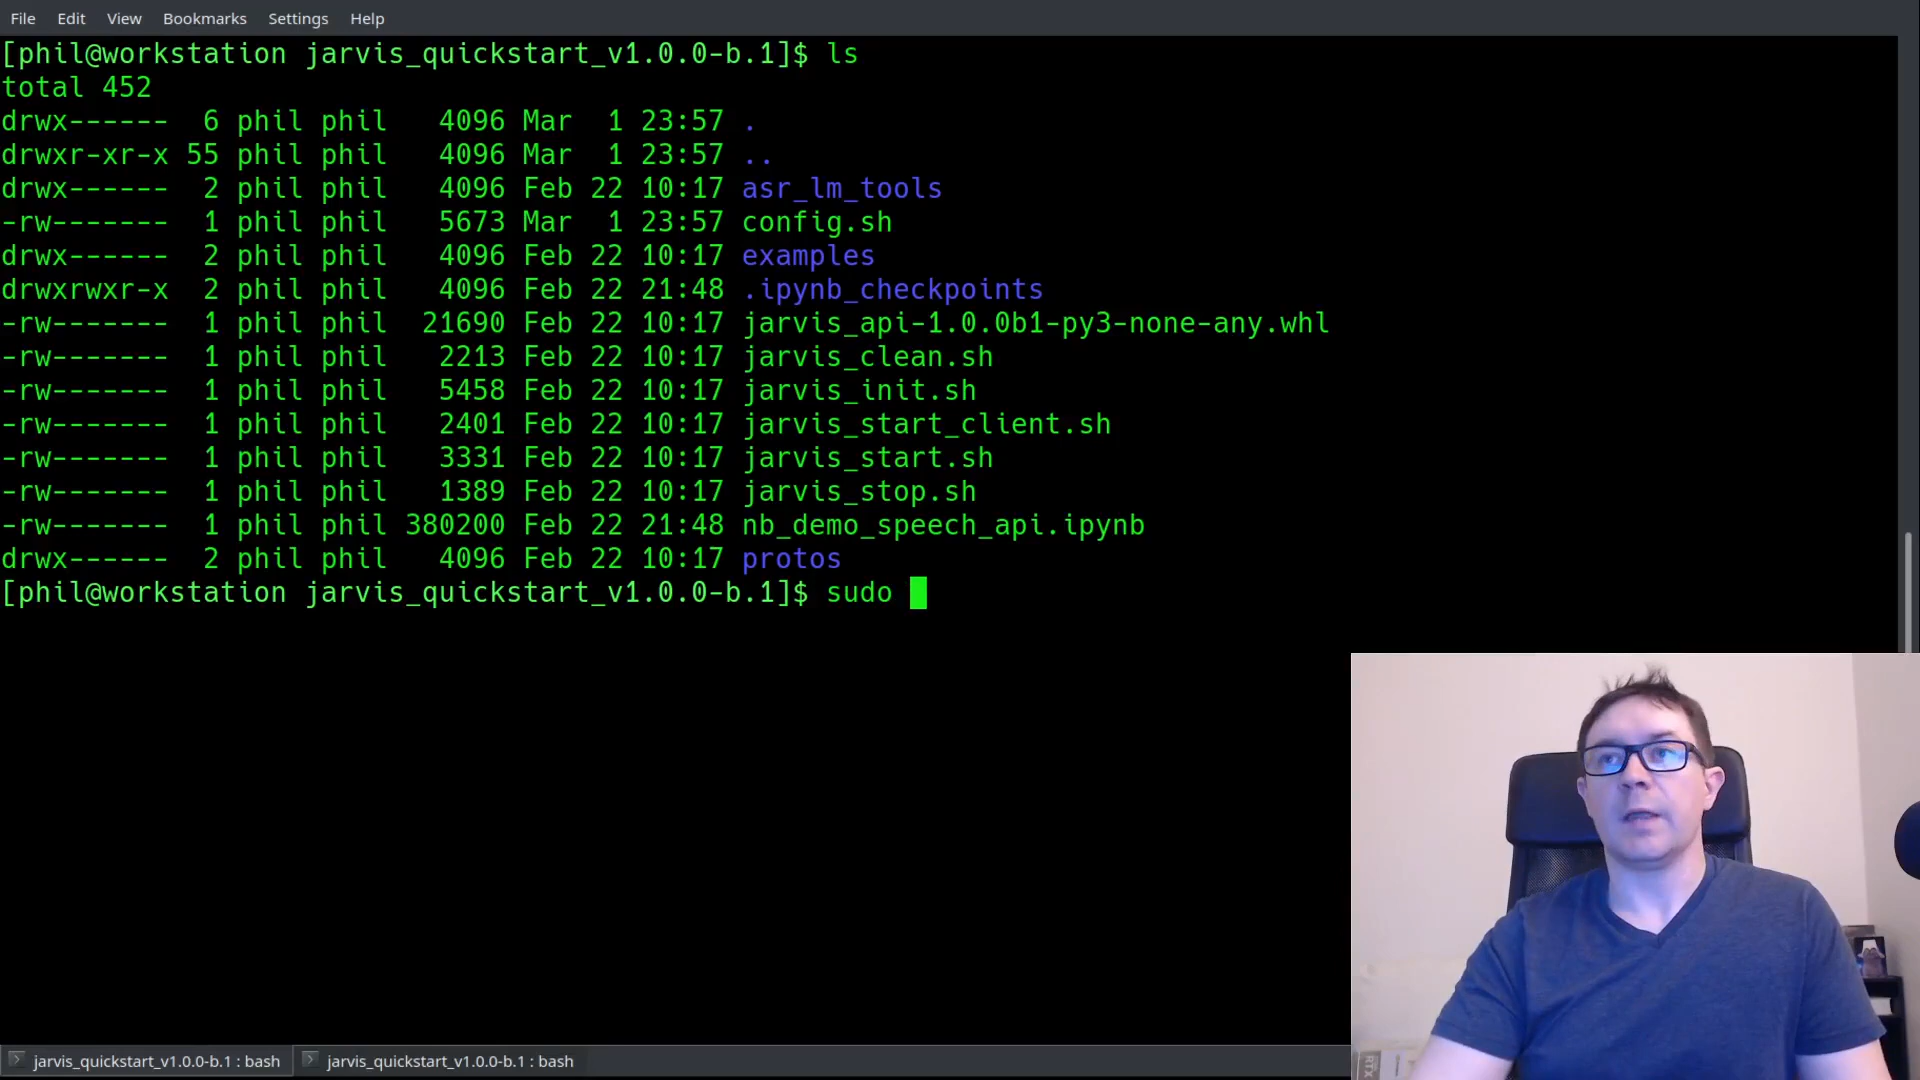 File Edit View Bookmarks Settings Help
[phil@workstation jarvis_quickstart_v1.0.0-b.1]$ ls
total 452
drwx------ 6 phil phil 4096 Mar 1 23:57 .
drwxr-xr-x 55 phil phil 4096 Mar 1 23:57 ..
drwx------ 2 phil phil 4096 Feb 22 10:17 asr_lm_tools
-rw------- 1 phil phil 5673 Mar 1 23:57 config.sh
drwx------ 2 phil phil 4096 Feb 22 10:17 examples
drwxrwxr-x 2 phil phil 4096 Feb 22 21:48 .ipynb_checkpoints
-rw------- 1 phil phil 21690 Feb 22 10:17 jarvis_api-1.0.0b1-py3-none-any.whl
-rw------- 1 phil phil 2213 Feb 22 10:17 jarvis_clean.sh
-rw------- 1 phil phil 5458 Feb 22 10:17 jarvis_init.sh
-rw------- 1 phil phil 2401 Feb 22 10:17 jarvis_start_client.sh
-rw------- 1 phil phil 3331 Feb 22 10:17 jarvis_start.sh
-rw------- 1 phil phil 1389 Feb 22 10:17 jarvis_stop.sh
-rw------- 1 phil phil 380200 Feb 22 21:48 nb_demo_speech_api.ipynb
drwx------ 2 phil phil 4096 Feb 22 10:17 protos
[phil@workstation jarvis_quickstart_v1.0.0-b.1]$ sudo
RTX
jarvis_quickstart_v1.0.0-b.1 : bash jarvis_quickstart_v1.0.0-b.1 : bash